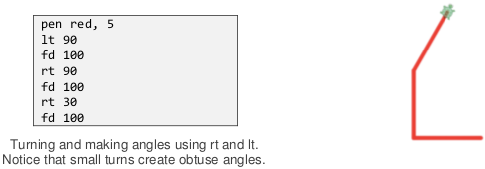 pen red, 5
lt 90
fd 100
rt 90
fd 100
rt 30
fd 100
Turning and making angles using rt and lt.
Notice that small turns create obtuse angles.